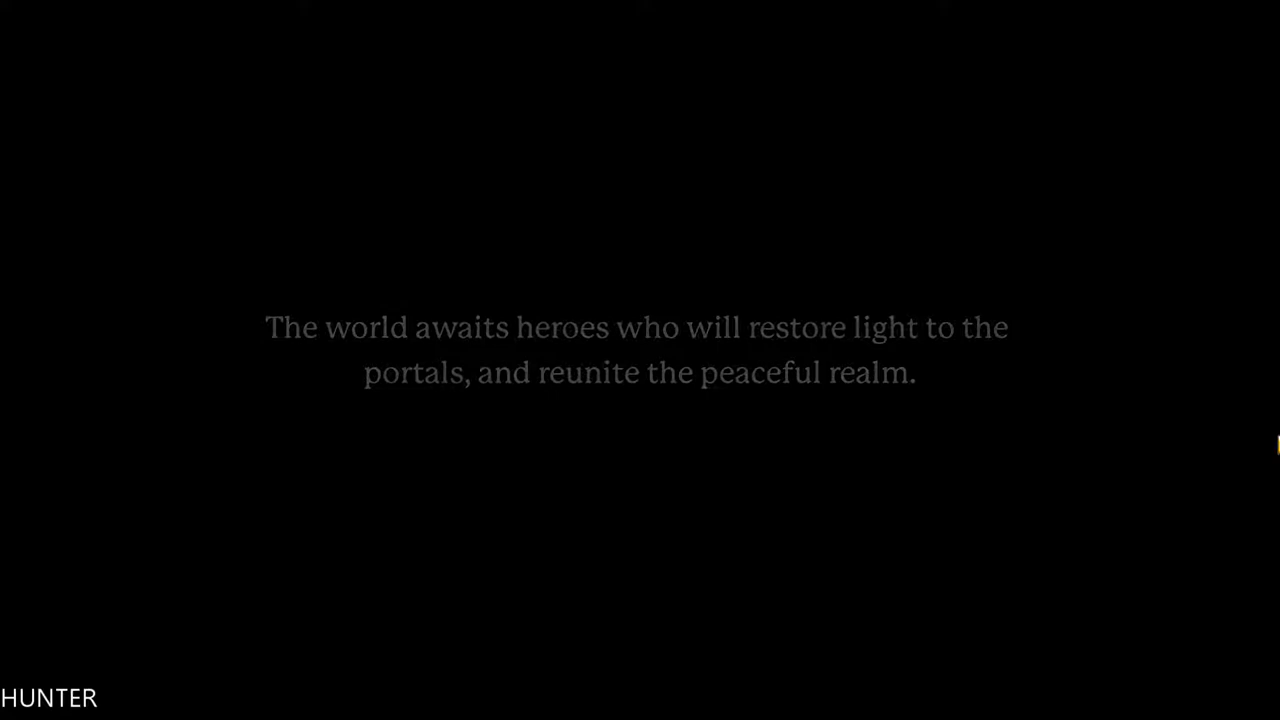 The world awaits heroes who will restore light to the
portals, and reunite the peaceful realm.
HUNTER